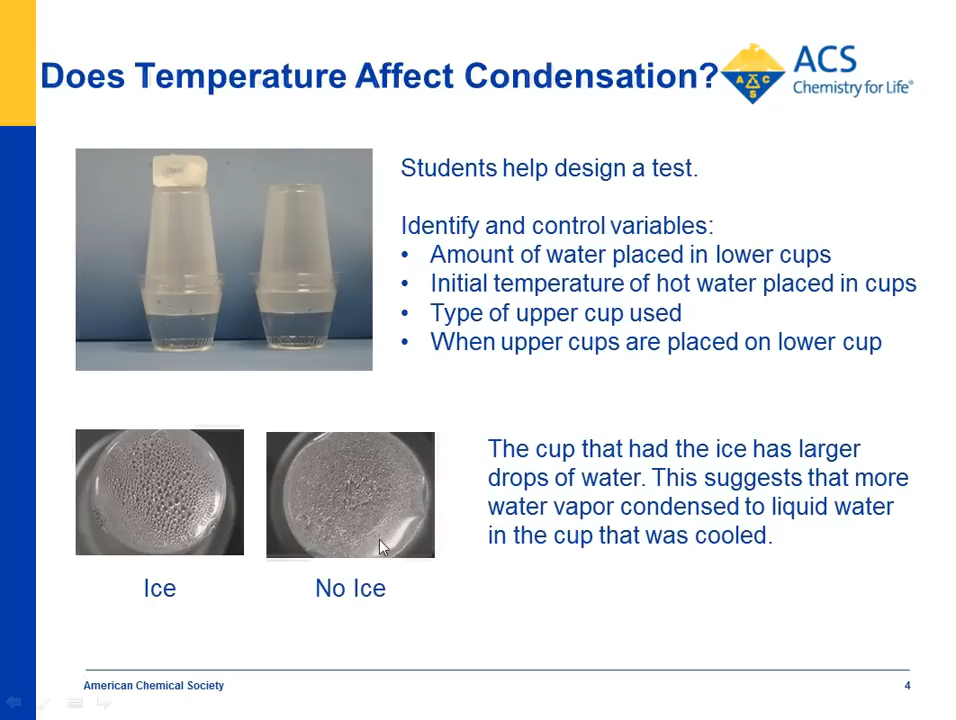 Does Temperature Affect Condensation?
ACS
Chemistry for Life®
A C
S
Students help design a test.
Identify and control variables:
• Amount of water placed in lower cups
• Initial temperature of hot water placed in cups
• Type of upper cup used
• When upper cups are placed on lower cup
The cup that had the ice has larger
drops of water. This suggests that more
water vapor condensed to liquid water
in the cup that was cooled.
Ice
No Ice
American Chemical Society
4